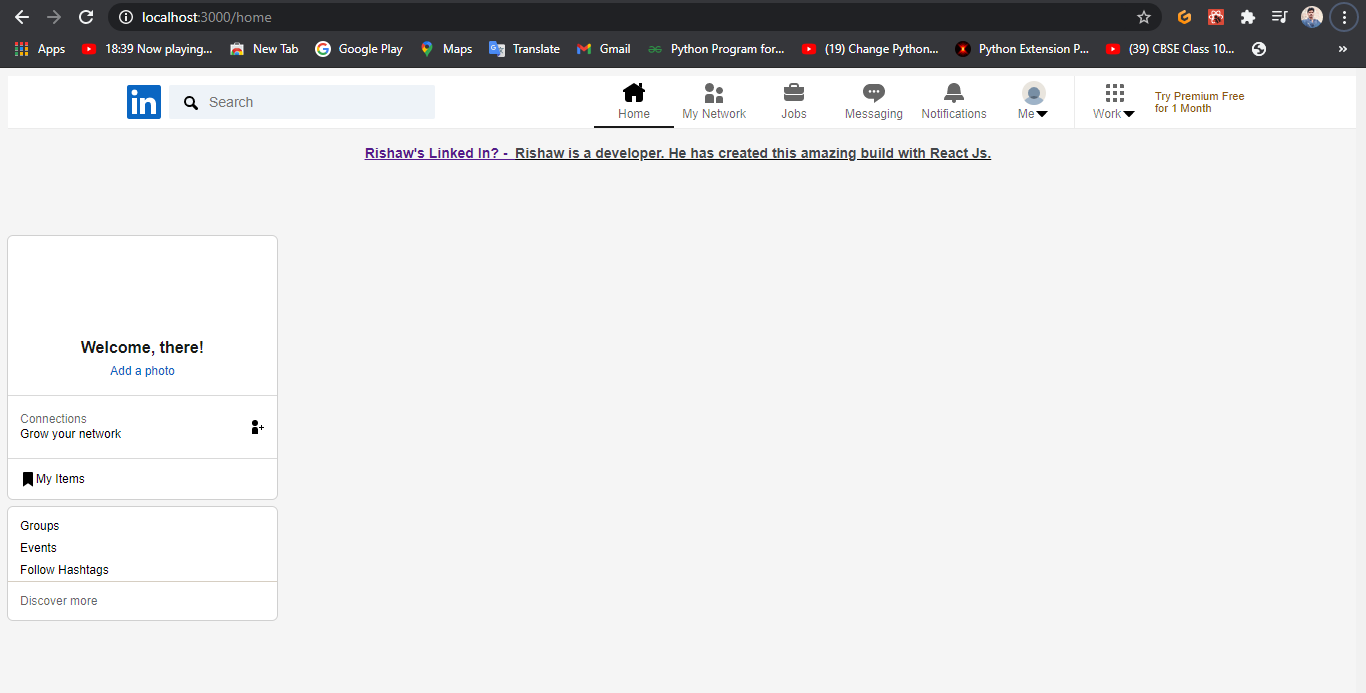 localhost:3000/home
Apps 18:39 Now playing... New Tab Google Play Maps Translate Gmail Python Program for... (19) Change Python... Python Extension P... (39) CBSE Class 10... »
in Search Home My Network Jobs Messaging Notifications Me Work Try Premium Free
for 1 Month
Rishaw's Linked In? - Rishaw is a developer. He has created this amazing build with React Js.
Welcome, there!
Add a photo
Connections
Grow your network
My Items
Groups
Events
Follow Hashtags
Discover more